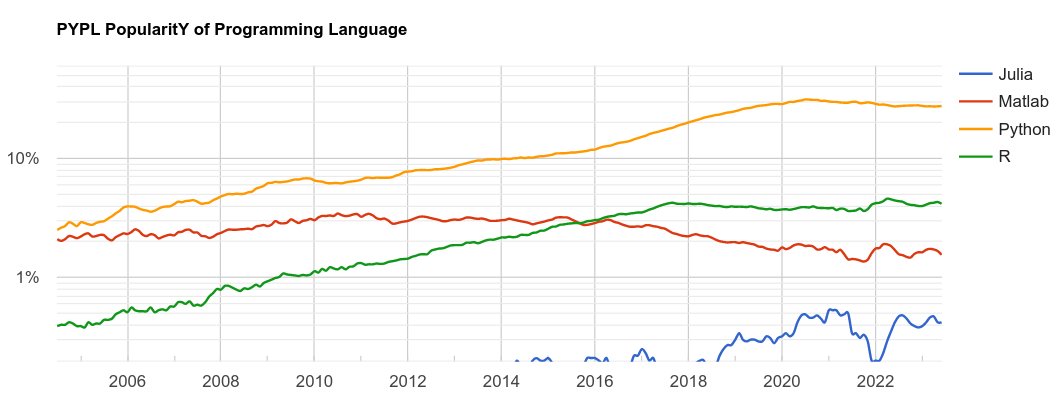 PYPL PopularitY of Programming Language
Julia
Matlab
Python
R
10%
1%
2006 2008 2010 2012 2014 2016 2018 2020 2022